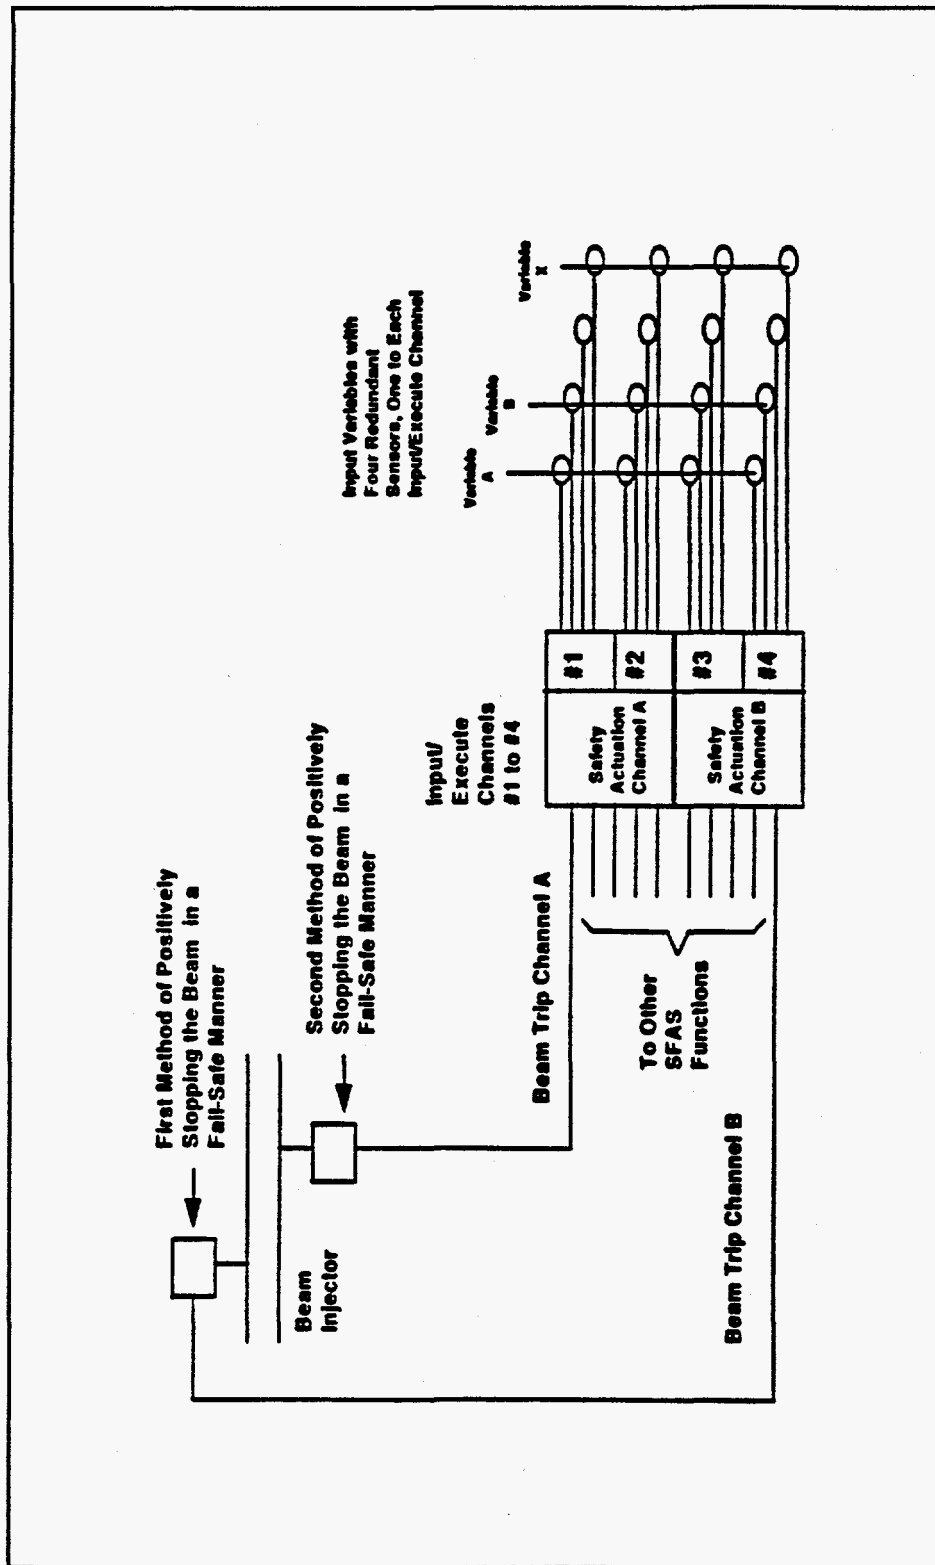 First Method of Positively
Stopping the Beam in a
Fail-Safe Manner
Second Method of Positively
Stopping the Beam in a
Fail-Safe Manner
Beam
Injector
Input Variables with
Four Redundant
Sensors, One to Each
Input/Execute Channel
Variable
A
Variable
B
Variable
X
Input/
Execute
Channels
#1 to #4
Beam Trip Channel A
Safety
Actuation
Channel A
#1
#2
Safety
Actuation
Channel B
#3
#4
To Other
SFAS
Functions
Beam Trip Channel B